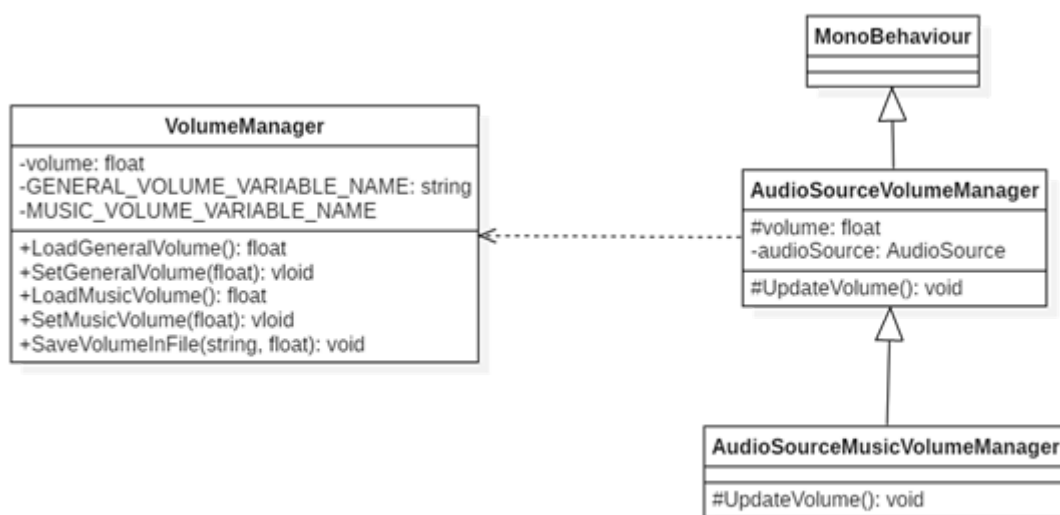 MonoBehaviour
VolumeManager
-volume: float
-GENERAL_VOLUME_VARIABLE_NAME: string
-MUSIC_VOLUME_VARIABLE_NAME
+LoadGeneralVolume(): float
+SetGeneralVolume(float): vloid
+LoadMusicVolume(): float
+SetMusicVolume(float): vloid
+SaveVolumeInFile(string, float): void
AudioSourceVolumeManager
#volume: float
-audioSource: AudioSource
#UpdateVolume(): void
AudioSourceMusicVolumeManager
#UpdateVolume(): void